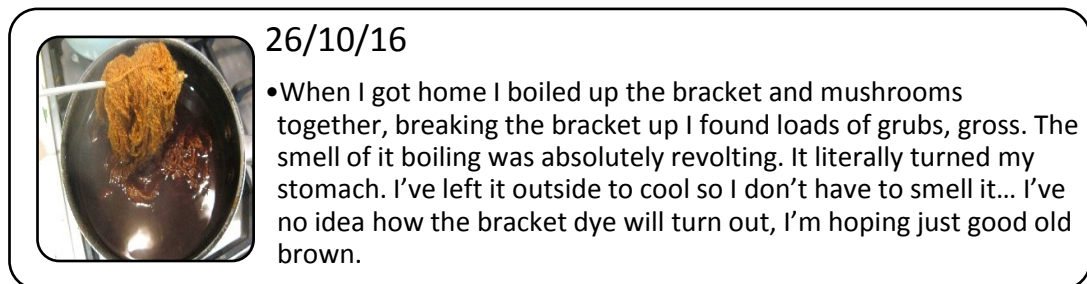 26/10/16
•When I got home I boiled up the bracket and mushrooms
together, breaking the bracket up I found loads of grubs, gross. The
smell of it boiling was absolutely revolting. It literally turned my
stomach. I’ve left it outside to cool so I don’t have to smell it… I’ve
no idea how the bracket dye will turn out, I’m hoping just good old
brown.